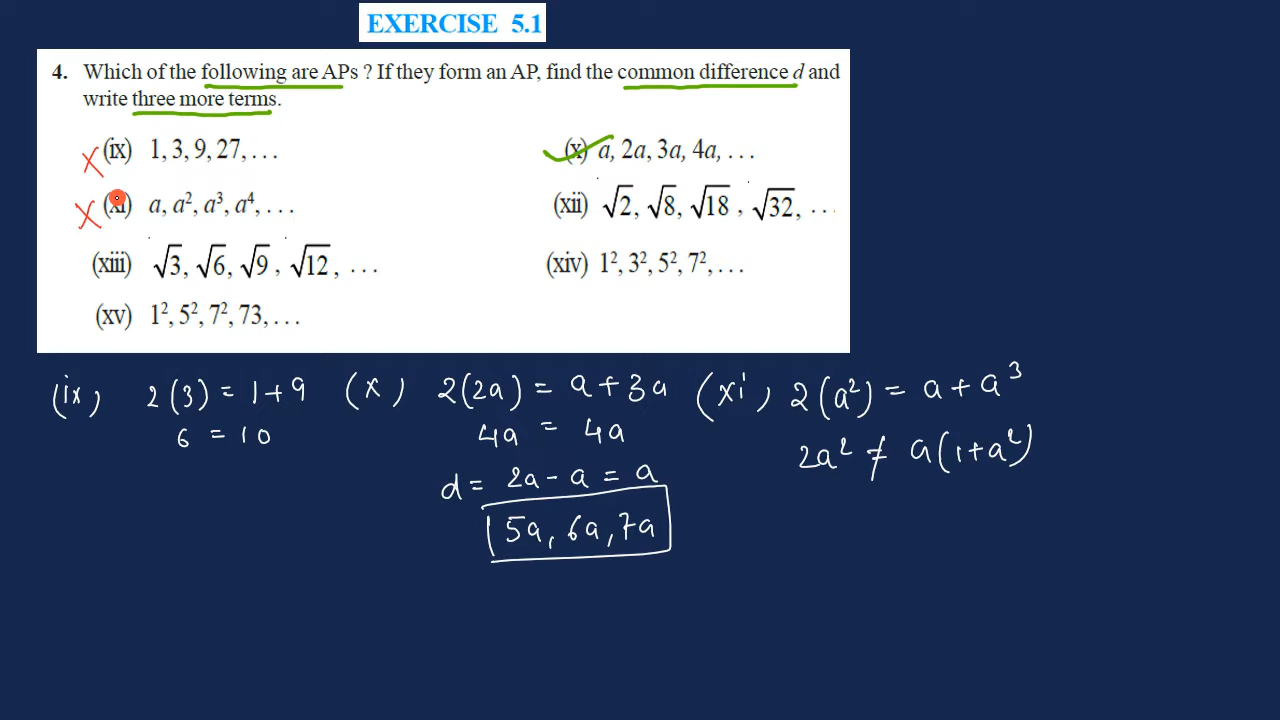 EXERCISE 5.1
4. Which of the following are APs ? If they form an AP, find the common difference d and
write three more terms.
(ix) 1, 3, 9, 27, . . .
(x) a, 2a, 3a, 4a, . . .
(xi) a, a², a³, a⁴, . . .
(xii) √2, √8, √18 , √32, . . .
(xiii) √3, √6, √9 , √12 , . . .
(xiv) 1², 3², 5², 7², . . .
(xv) 1², 5², 7², 73, . . .
(ix) 2(3) = 1+9
6 = 10
(x) 2(2a) = a+3a
4a = 4a
d = 2a - a = a
5a, 6a, 7a
(xi) 2(a²) = a + a³
2a² ≠ a(1+a²)